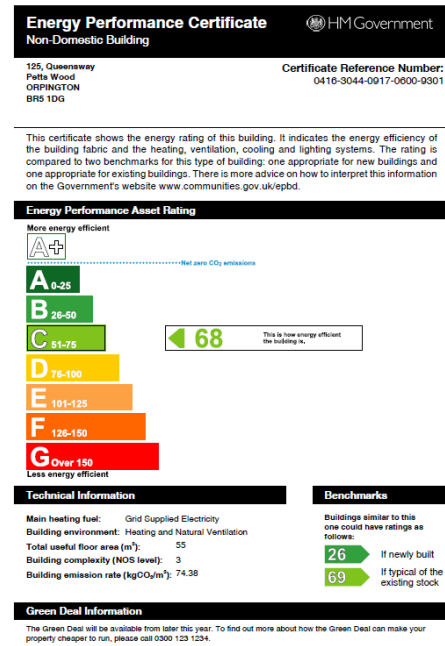 Energy Performance Certificate
HM Government
Non-Domestic Building
125, Queensway
Petts Wood
ORPINGTON
BR5 1DG
Certificate Reference Number:
0416-3044-0917-0600-9301
This certificate shows the energy rating of this building. It indicates the energy efficiency of
the building fabric and the heating, ventilation, cooling and lighting systems. The rating is
compared to two benchmarks for this type of building: one appropriate for new buildings and
one appropriate for existing buildings. There is more advice on how to interpret this information
on the Government's website www.communities.gov.uk/epbd.
Energy Performance Asset Rating
More energy efficient
A+
Net zero CO₂ emissions
A 0-25
B 26-50
C 51-75
68
This is how energy efficient
the building is.
D 76-100
E 101-125
F 126-150
G Over 150
Less energy efficient
Technical Information
Main heating fuel: Grid Supplied Electricity
Building environment: Heating and Natural Ventilation
Total useful floor area (m²): 55
Building complexity (NOS level): 3
Building emission rate (kgCO₂/m²): 74.38
Benchmarks
Buildings similar to this
one could have ratings as
follows:
26 If newly built
69 If typical of the
existing stock
Green Deal Information
The Green Deal will be available from later this year. To find out more about how the Green Deal can make your
property cheaper to run, please call 0300 123 1234.